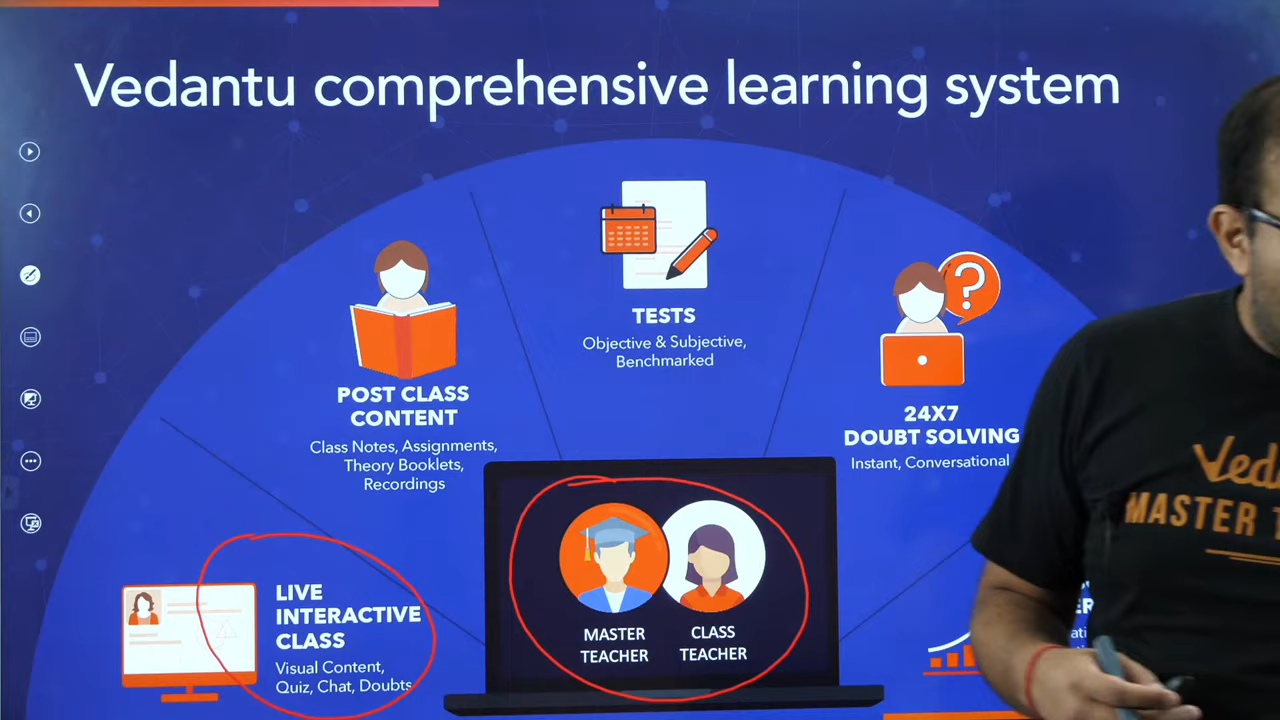 Vedantu comprehensive learning system
TESTS
Objective & Subjective,
Benchmarked
POST CLASS
CONTENT
Class Notes, Assignments,
Theory Booklets,
Recordings
24X7
DOUBT SOLVING
Instant, Conversational
LIVE
INTERACTIVE
CLASS
Visual Content,
Quiz, Chat, Doubts
MASTER
TEACHER
CLASS
TEACHER
MASTER